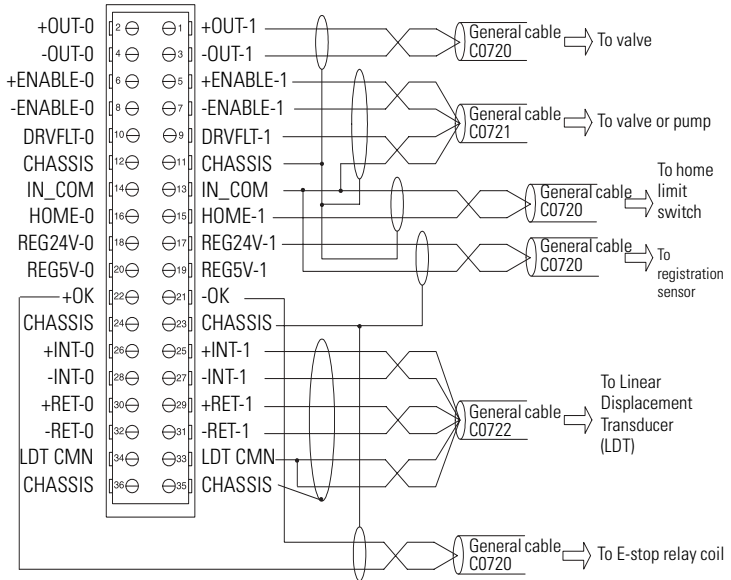 +OUT-0 2 1 +OUT-1
-OUT-0 4 3 -OUT-1
+ENABLE-0 6 5 +ENABLE-1
-ENABLE-0 8 7 -ENABLE-1
DRVFLT-0 10 9 DRVFLT-1
CHASSIS 12 11 CHASSIS
IN_COM 14 13 IN_COM
HOME-0 16 15 HOME-1
REG24V-0 18 17 REG24V-1
REG5V-0 20 19 REG5V-1
+OK 22 21 -OK
CHASSIS 24 23 CHASSIS
+INT-0 26 25 +INT-1
-INT-0 28 27 -INT-1
+RET-0 30 29 +RET-1
-RET-0 32 31 -RET-1
LDT CMN 34 33 LDT CMN
CHASSIS 36 35 CHASSIS
General cable
C0720
To valve
General cable
C0721
To valve or pump
General cable
C0720
To home
limit
switch
General cable
C0720
To
registration
sensor
General cable
C0722
To Linear
Displacement
Transducer
(LDT)
General cable
C0720
To E-stop relay coil